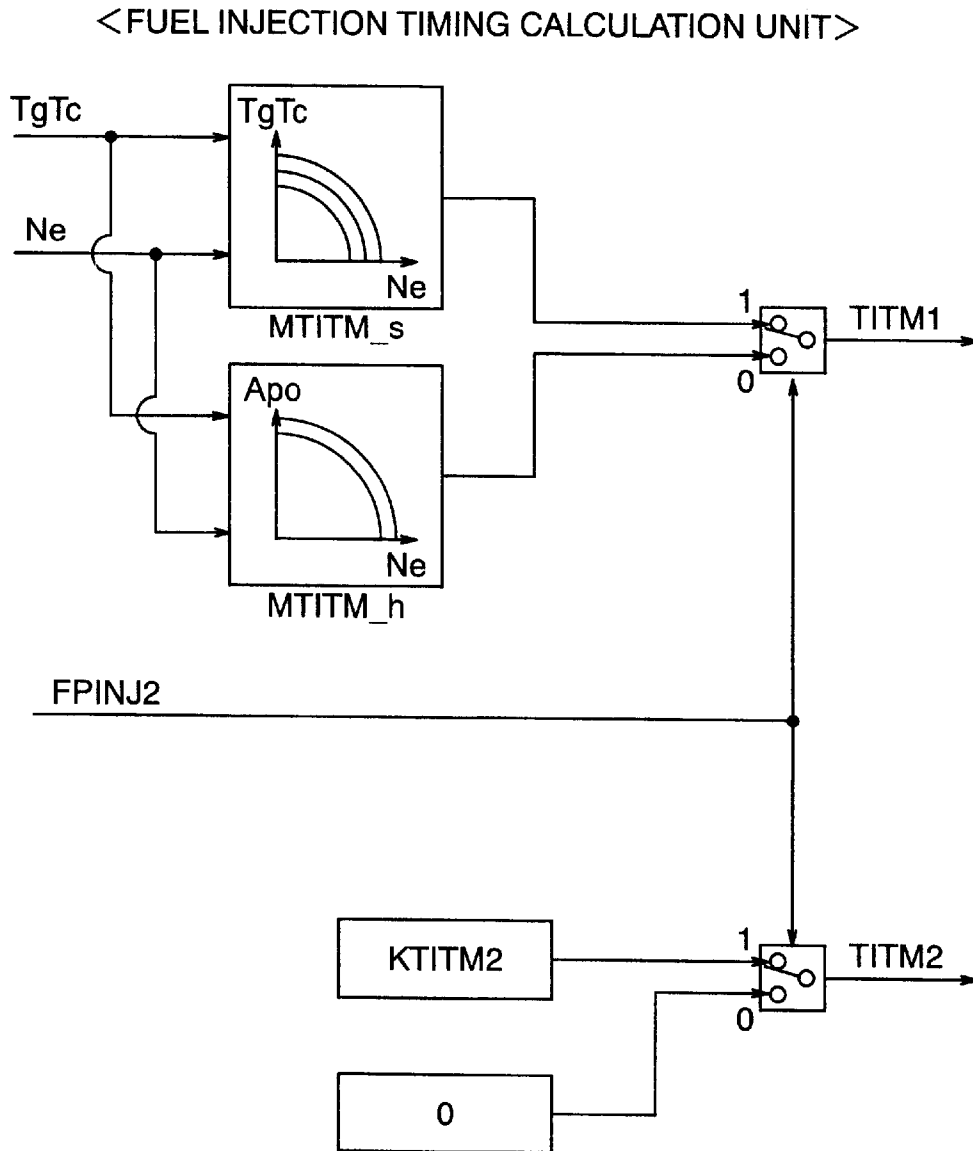 <FUEL INJECTION TIMING CALCULATION UNIT>
TgTc
TgTc
Ne
Ne
MTITM_s
1
TITM1
0
Apo
Ne
MTITM_h
FPINJ2
KTITM2
1
TITM2
0
0